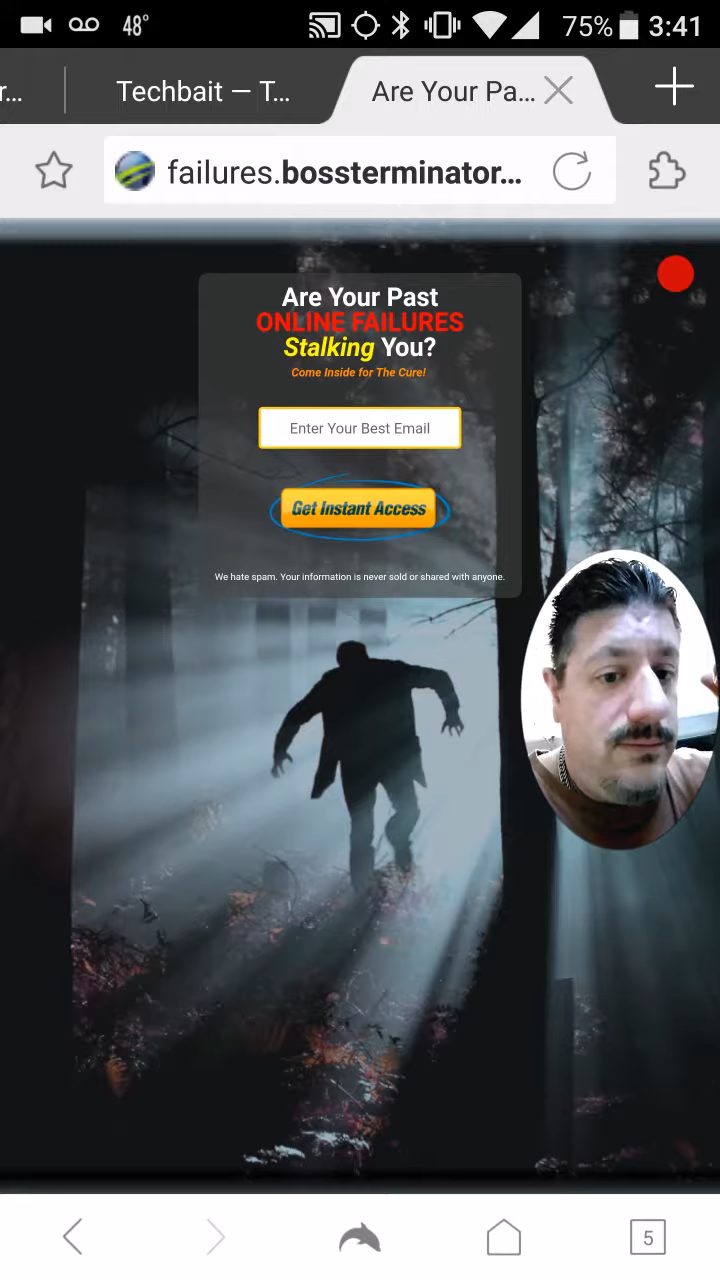 48°
75%
3:41
r...
Techbait — T...
Are Your Pa...
failures.bossterminator...
Are Your Past
ONLINE FAILURES
Stalking You?
Come Inside for The Cure!
Enter Your Best Email
Get Instant Access
We hate spam. Your information is never sold or shared with anyone.
5